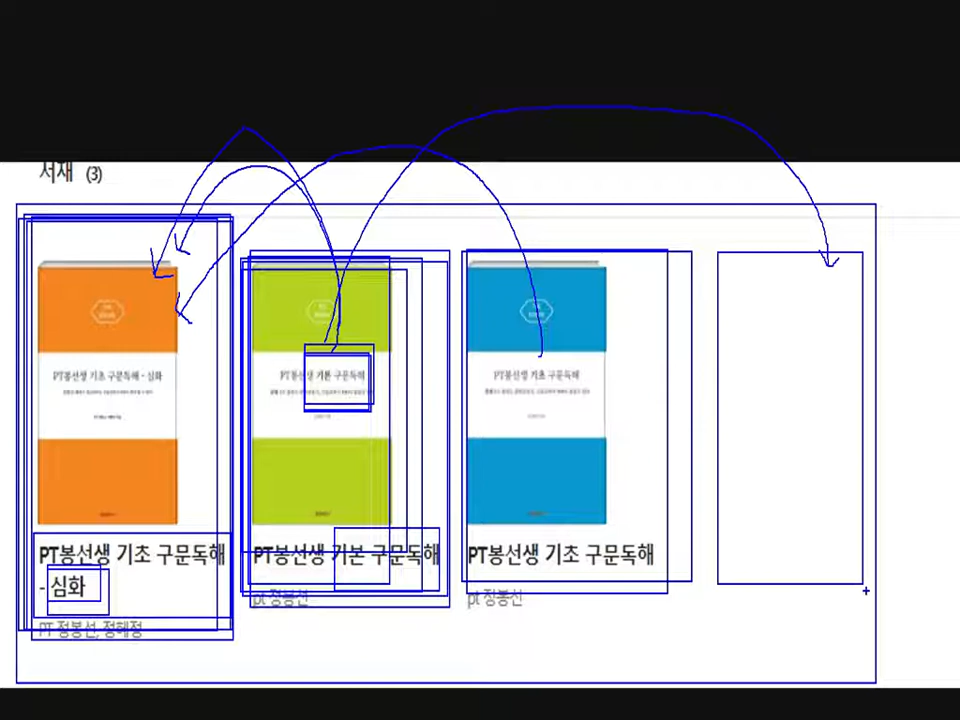 서재 (3)
PT봉선생 기초 구문독해 - 심화
PT봉선생 기본 구문독해
PT봉선생 기초 구문독해
PT봉선생 기초 구문독해
- 심화
PT 정봉선, 정혜정
PT봉선생 기본 구문독해
pt 정봉선
PT봉선생 기초 구문독해
pt 정봉선